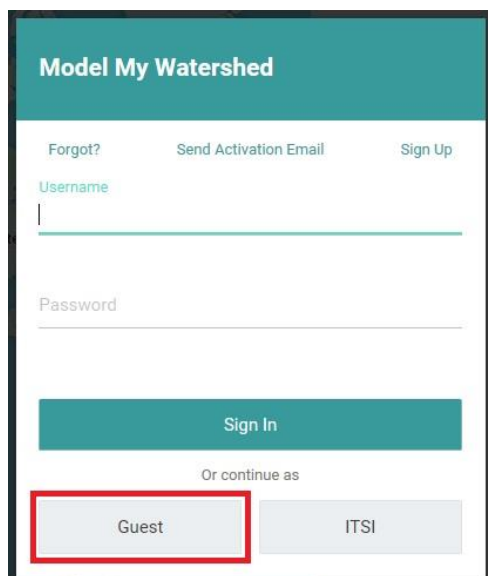 Model My Watershed
Forgot? Send Activation Email Sign Up
Username
Password
Sign In
Or continue as
Guest ITSI